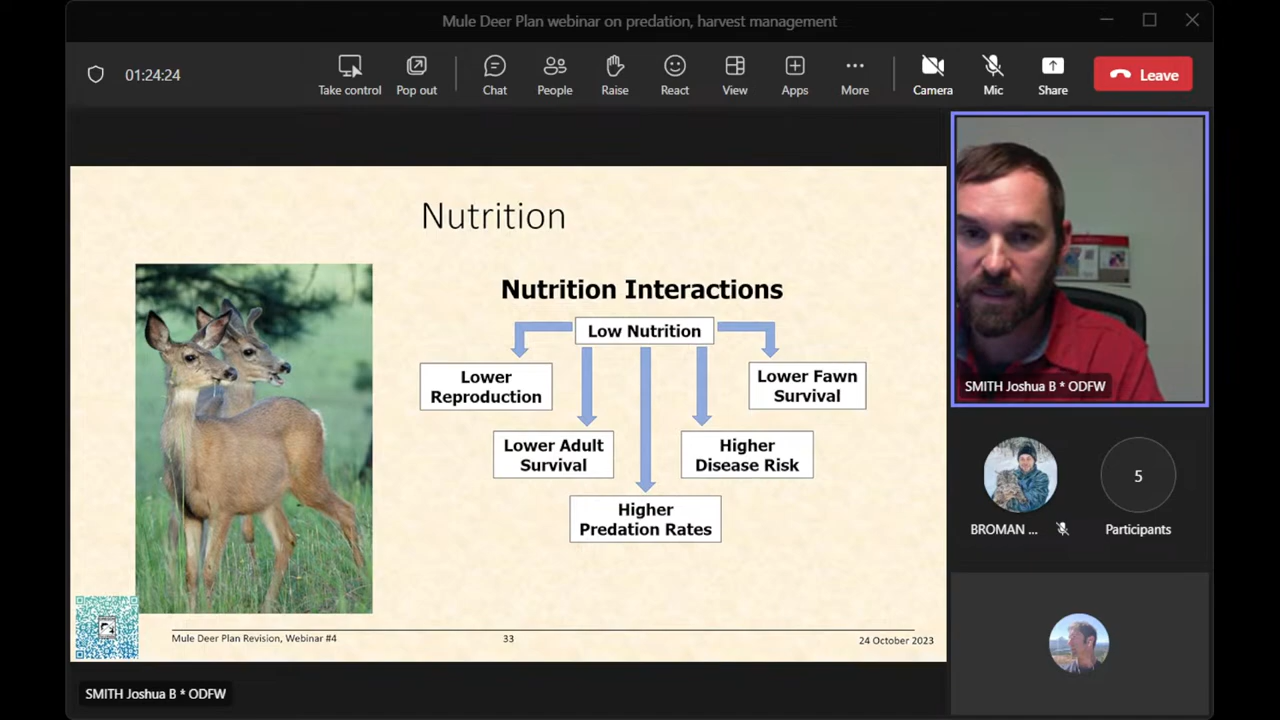 Mule Deer Plan webinar on predation, harvest management
01:24:24
Take control
Pop out
Chat
People
Raise
React
View
Apps
More
Camera
Mic
Share
Leave
Nutrition
Nutrition Interactions
Low Nutrition
Lower
Reproduction
Lower Fawn
Survival
Lower Adult
Survival
Higher
Disease Risk
Higher
Predation Rates
Mule Deer Plan Revision, Webinar #4
33
24 October 2023
SMITH Joshua B * ODFW
SMITH Joshua B * ODFW
BROMAN ...
5
Participants